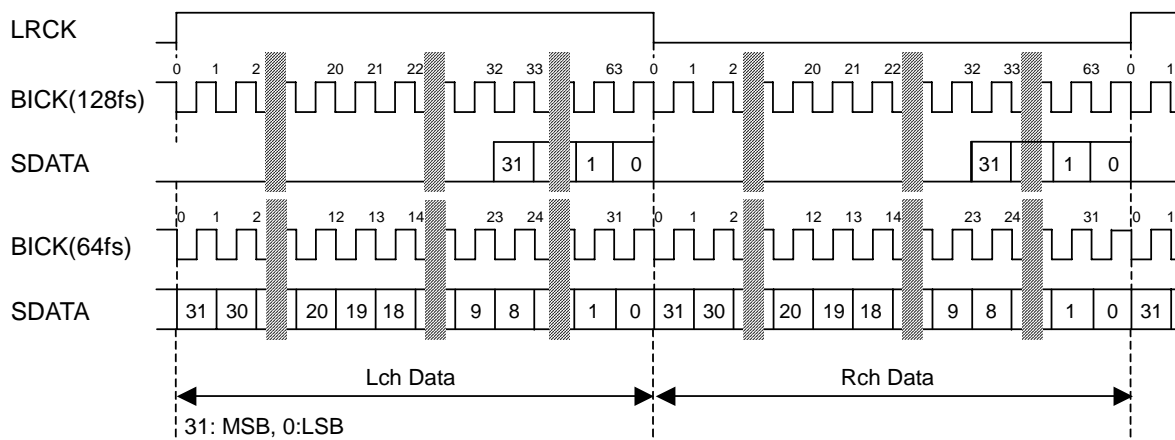 LRCK
0 1 2 20 21 22 32 33 63 0 1 2 20 21 22 32 33 63 0 1
BICK(128fs)
SDATA 31 1 0 31 1 0
0 1 2 12 13 14 23 24 31 0 1 2 12 13 14 23 24 31 0 1
BICK(64fs)
SDATA 31 30 20 19 18 9 8 1 0 31 30 20 19 18 9 8 1 0 31
Lch Data Rch Data
31: MSB, 0:LSB